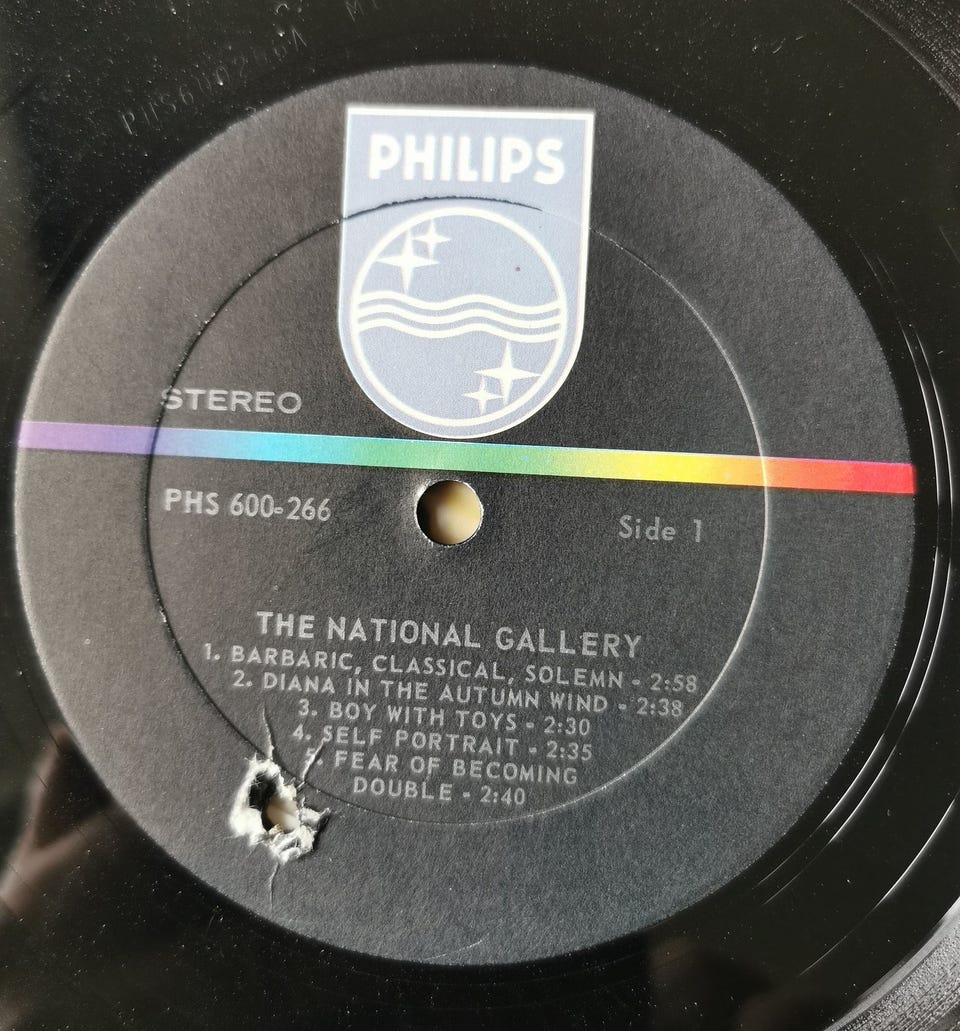 PHILIPS
STEREO
PHS 600-266
Side 1
THE NATIONAL GALLERY
1. BARBARIC, CLASSICAL, SOLEMN - 2:58
2. DIANA IN THE AUTUMN WIND - 2:38
3. BOY WITH TOYS - 2:30
4. SELF PORTRAIT - 2:35
5. FEAR OF BECOMING
DOUBLE - 2:40